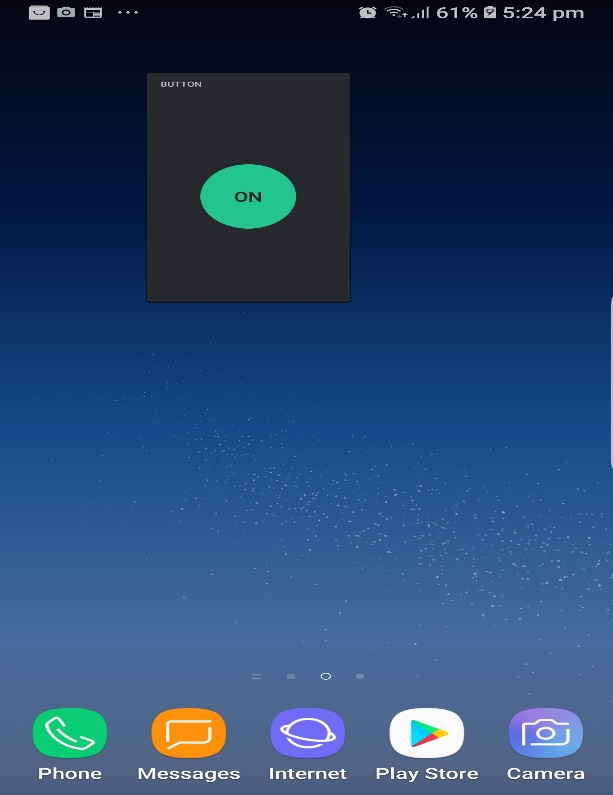 61% 5:24 pm
BUTTON
ON
Phone Messages Internet Play Store Camera